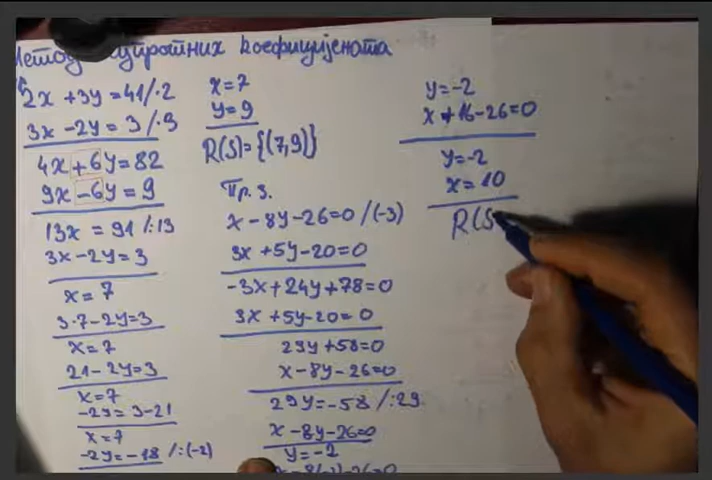 коефицијената
2x + 3y = 41 /·2
3x - 2y = 3 /·3
4x + 6y = 82
9x - 6y = 9
13x = 91 /:13
3x - 2y = 3
x = 7
3·7 - 2y = 3
x = 7
21 - 2y = 3
x = 7
-2y = 3 - 21
x = 7
-2y = -18 /:(-2)
x = 7
y = 9
R(S) = {(7,9)}
Пр. 3.
x - 8y - 26 = 0 /(-3)
3x + 5y - 20 = 0
-3x + 24y + 78 = 0
3x + 5y - 20 = 0
29y + 58 = 0
x - 8y - 26 = 0
29y = -58 /:29
x - 8y - 26 = 0
y = -2
y = -2
x + 16 - 26 = 0
y = -2
x = 10
R(S